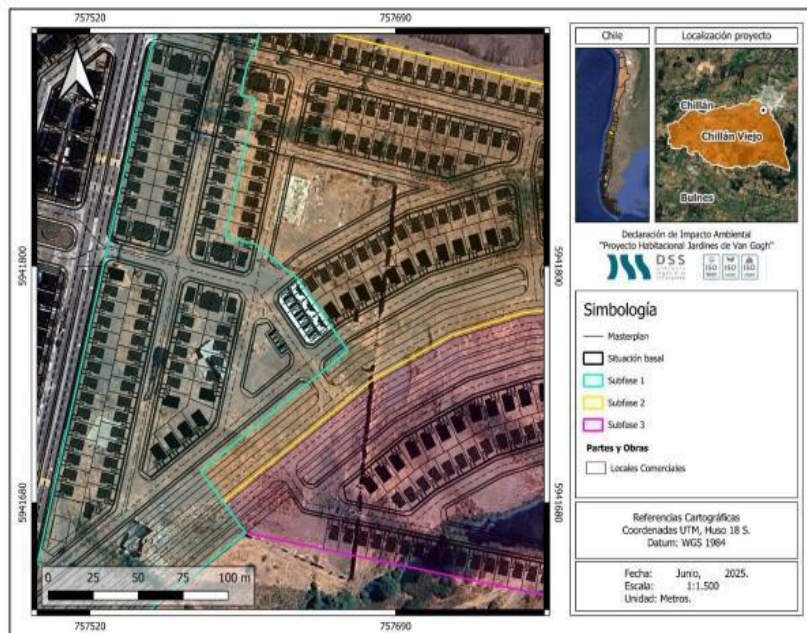 757520
757690
5941800
5941680
0 25 50 75 100 m
757520
757690
5941800
5941680
Chile
Localización proyecto
Chillán
Chillán Viejo
Bulnes
Declaración de Impacto Ambiental
"Proyecto Habitacional Jardines de Van Gogh"
DSS
ISO
ISO
ISO
Simbología
Masterplan
Situación basal
Subfase 1
Subfase 2
Subfase 3
Partes y Obras
Locales Comerciales
Referencias Cartográficas
Coordenadas UTM, Huso 18 S.
Datum: WGS 1984
Fecha: Junio, 2025.
Escala: 1:1.500
Unidad: Metros.